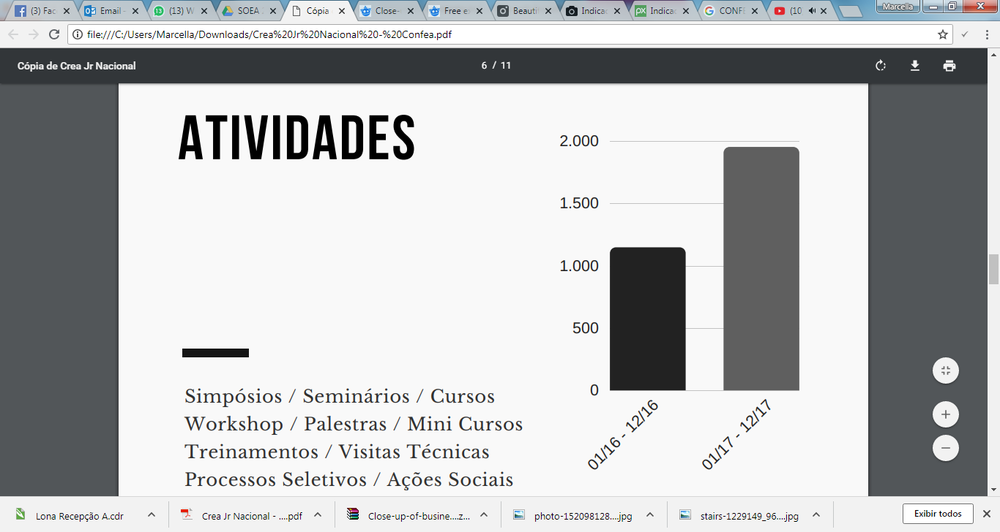 (3) Fac
Email -
(13) W
SOEA 2
Cópia
Close-
Free ex
Beauti
Indica
Indica
CONFE
(10
Marcella
file:///C:/Users/Marcella/Downloads/Crea%20Jr%20Nacional%20-%20Confea.pdf
Cópia de Crea Jr Nacional
6 / 11
ATIVIDADES
2.000
1.500
1.000
500
0
01/16 - 12/16
01/17 - 12/17
Simpósios / Seminários / Cursos
Workshop / Palestras / Mini Cursos
Treinamentos / Visitas Técnicas
Processos Seletivos / Ações Sociais
Lona Recepção A.cdr
Crea Jr Nacional - ....pdf
Close-up-of-busine....z...
photo-152098128....jpg
stairs-1229149_96....jpg
Exibir todos